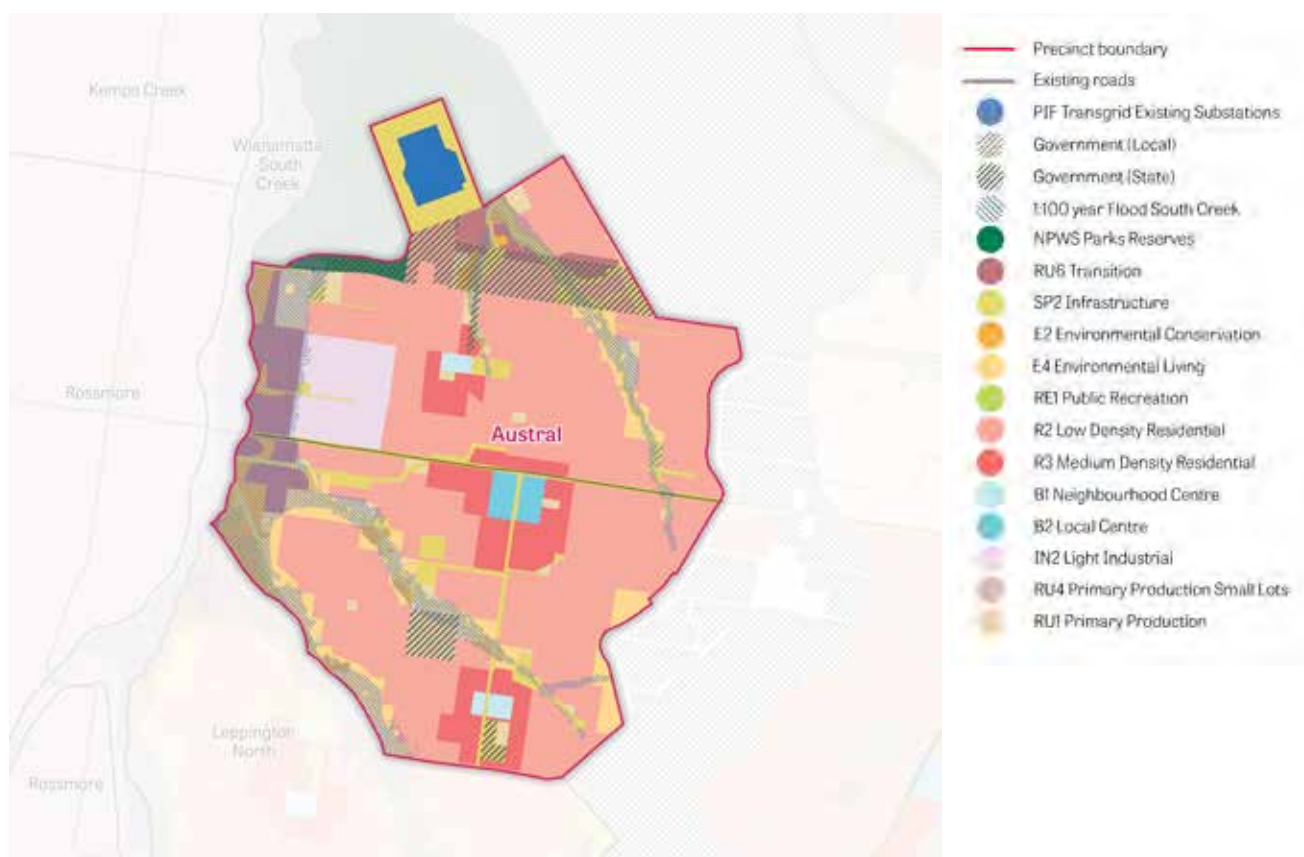 Kemps Creek
Wianamatta
-South
Creek
Rossmore
Austral
Leppington
North
Rossmore
Precinct boundary
Existing roads
PIF Transgrid Existing Substations
Government (Local)
Government (State)
1:100 year Flood South Creek
NPWS Parks Reserves
RU6 Transition
SP2 Infrastructure
E2 Environmental Conservation
E4 Environmental Living
RE1 Public Recreation
R2 Low Density Residential
R3 Medium Density Residential
B1 Neighbourhood Centre
B2 Local Centre
IN2 Light Industrial
RU4 Primary Production Small Lots
RU1 Primary Production